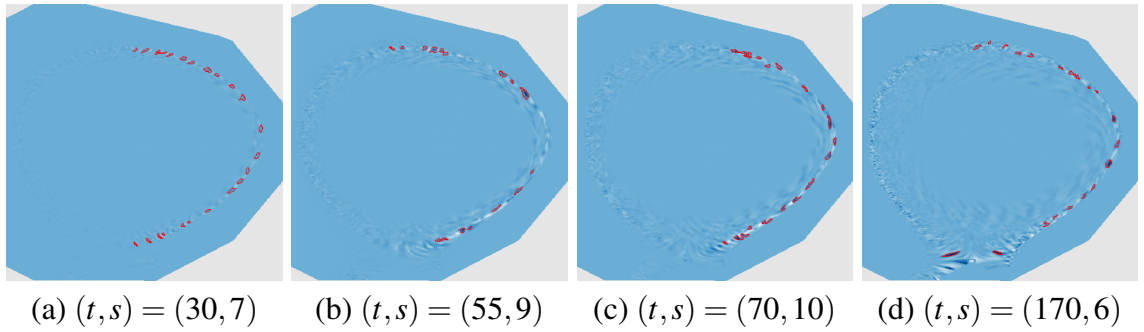 (a) (t, s) = (30, 7)
(b) (t, s) = (55, 9)
(c) (t, s) = (70, 10)
(d) (t, s) = (170, 6)